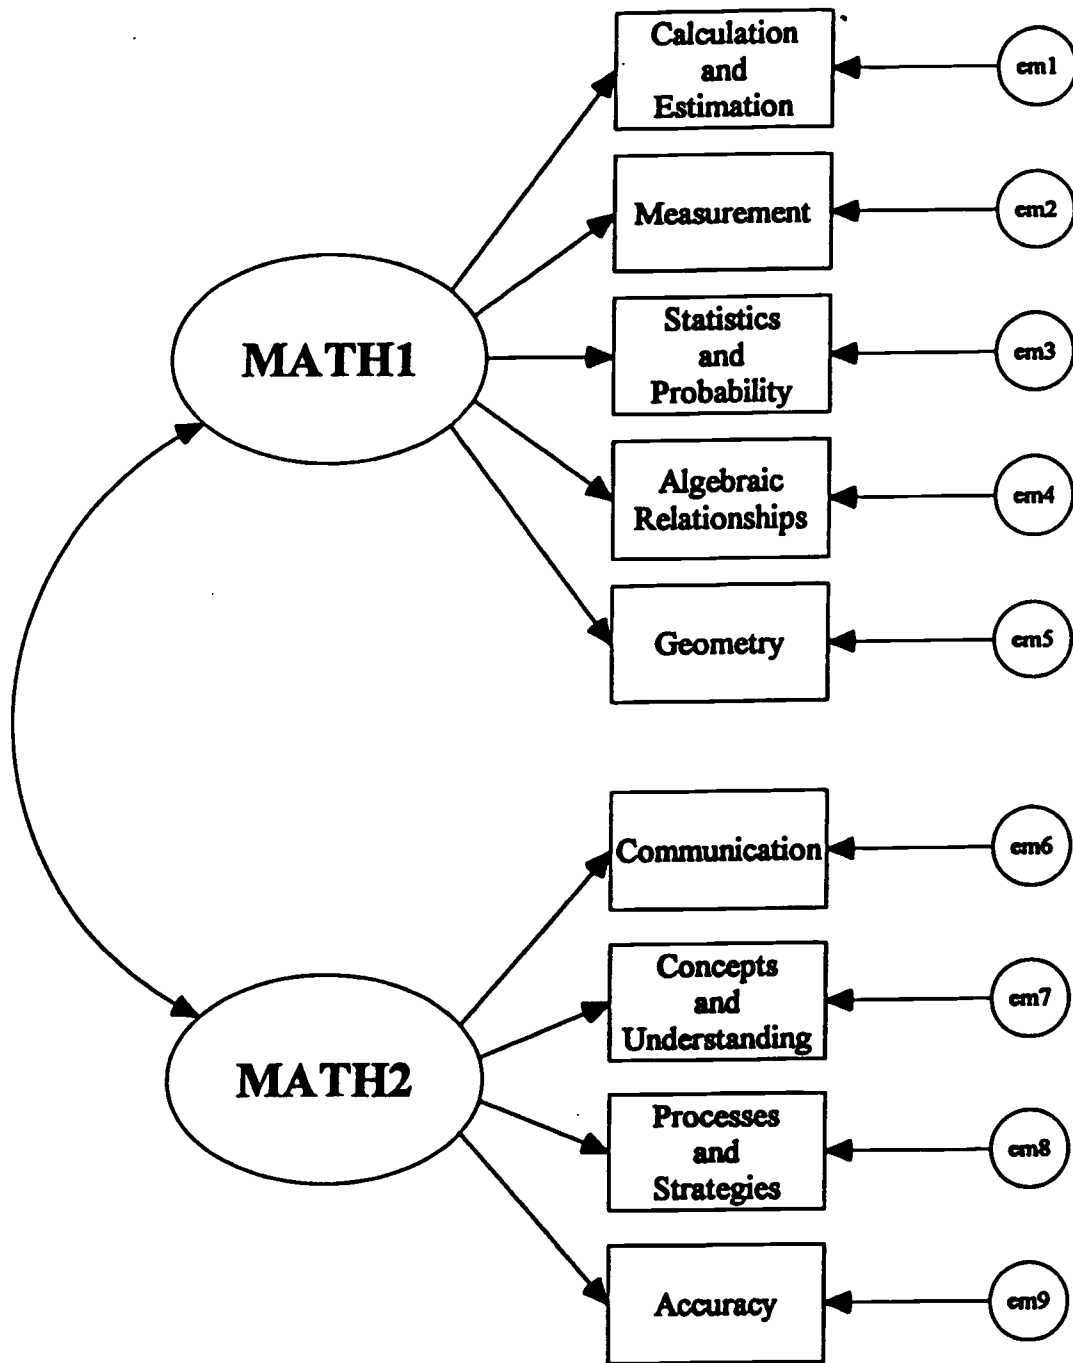 Calculation
and
Estimation
em1
Measurement
em2
MATH1
Statistics
and
Probability
em3
Algebraic
Relationships
em4
Geometry
em5
Communication
em6
Concepts
and
Understanding
em7
MATH2
Processes
and
Strategies
em8
Accuracy
em9